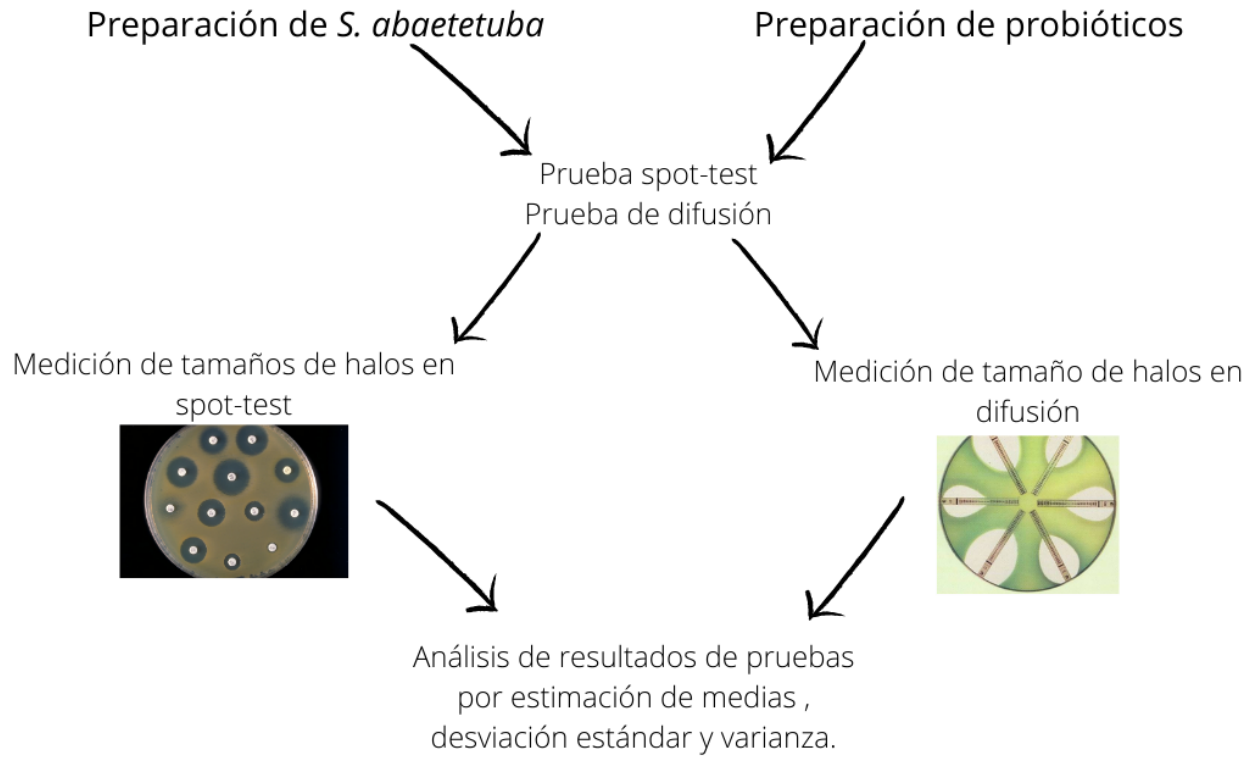 Preparación de S. abaetetuba
Preparación de probióticos
Prueba spot-test
Prueba de difusión
Medición de tamaños de halos en
spot-test
Medición de tamaño de halos en
difusión
Análisis de resultados de pruebas
por estimación de medias ,
desviación estándar y varianza.